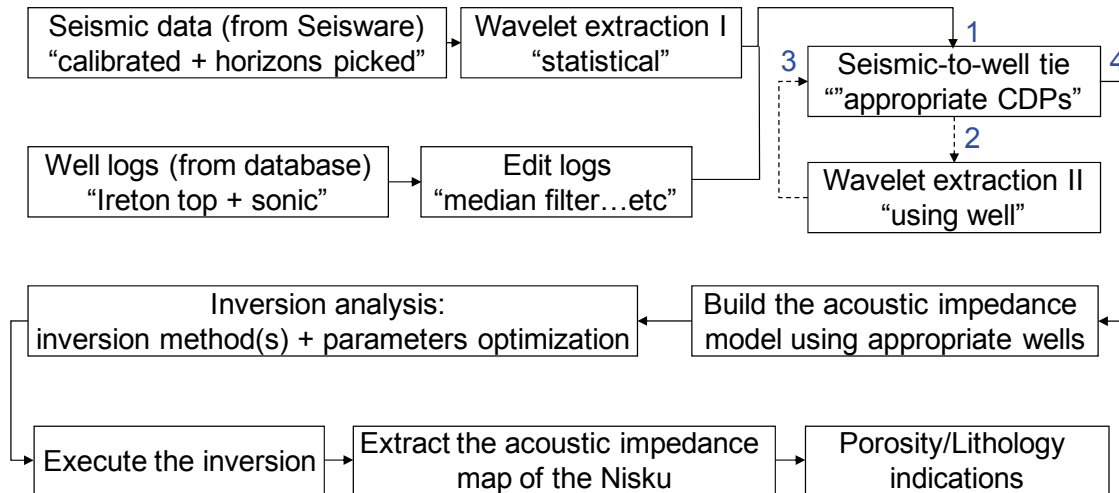 Seismic data (from Seisware)
“calibrated + horizons picked”
Wavelet extraction I
“statistical”
1
3
Seismic-to-well tie
“”appropriate CDPs”
4
2
Well logs (from database)
“Ireton top + sonic”
Edit logs
“median filter…etc”
Wavelet extraction II
“using well”
Inversion analysis:
inversion method(s) + parameters optimization
Build the acoustic impedance
model using appropriate wells
Execute the inversion
Extract the acoustic impedance
map of the Nisku
Porosity/Lithology
indications